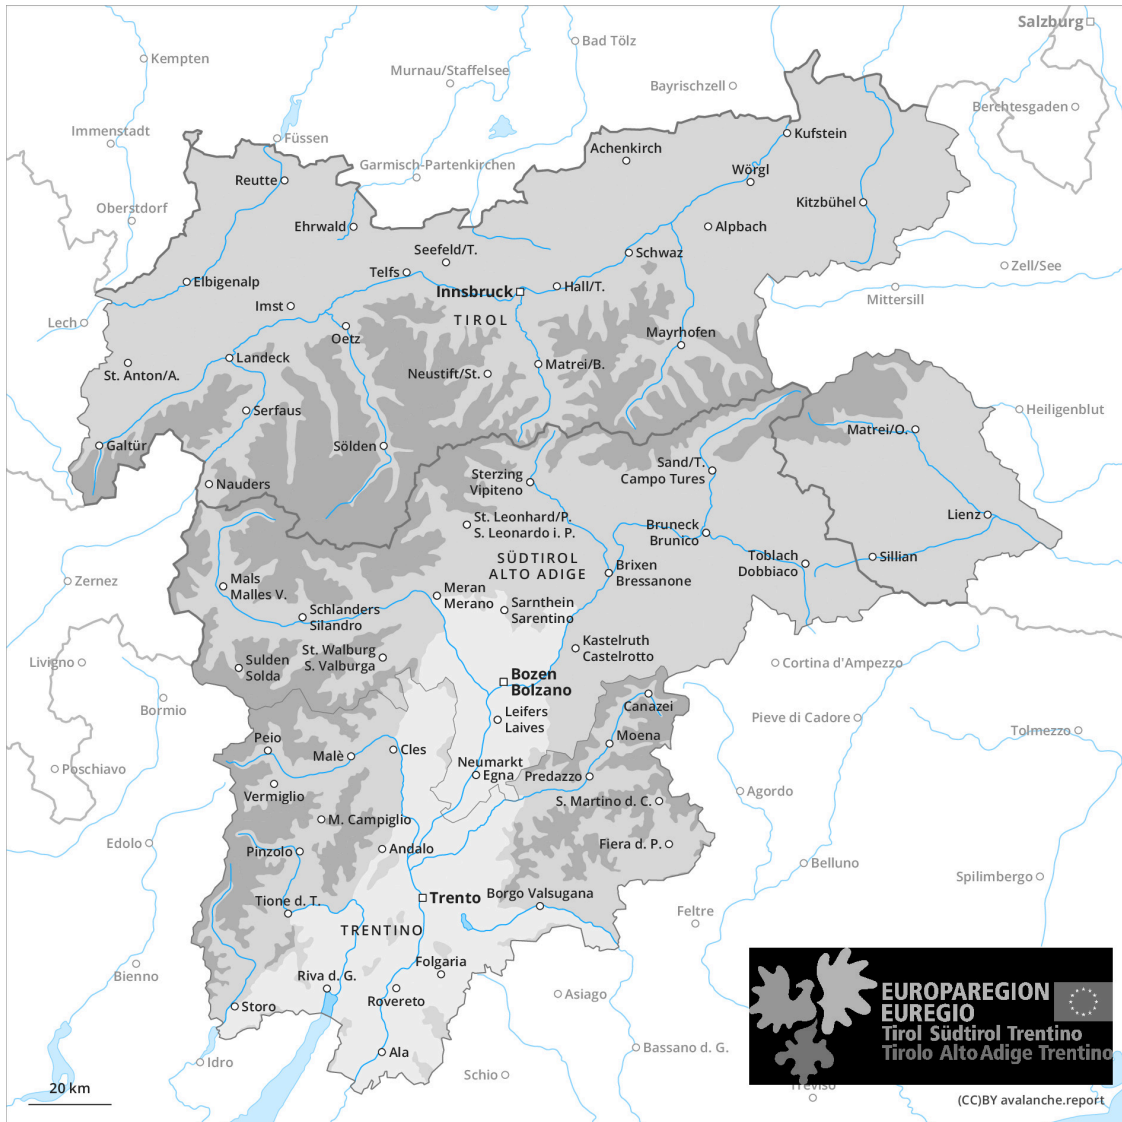 Salzburg
Bad Tölz
Kempten
Murnau/Staffelsee
Bayrischzell
Berchtesgaden
Immenstadt
Füssen
Kufstein
Achenkirch
Garmisch-Partenkirchen
Wörgl
Reutte
Oberstdorf
Kitzbühel
Ehrwald
Alpbach
Seefeld/T.
Schwaz
Telfs
Zell/See
Elbigenalp
Hall/T.
Innsbruck
Mittersill
Imst
Lech
TIROL
Oetz
Mayrhofen
Landeck
Matrei/B.
St. Anton/A.
Neustift/St.
Serfaus
Heiligenblut
Matrei/O.
Galtür
Sölden
Sand/T.
Campo Tures
Sterzing
Vipiteno
Nauders
Lienz
St. Leonhard/P.
S. Leonardo i. P.
Bruneck
Brunico
SÜDTIROL
ALTO ADIGE
Toblach
Dobbiaco
Sillian
Brixen
Bressanone
Zernez
Mals
Malles V.
Meran
Merano
Sarnthein
Sarentino
Schlanders
Silandro
Kastelruth
Castelrotto
St. Walburg
S. Valburga
Livigno
Sulden
Solda
Cortina d'Ampezzo
Bozen
Bolzano
Bormio
Canazei
Leifers
Laives
Pieve di Cadore
Tolmezzo
Peio
Moena
Malè
Cles
Neumarkt
Egna
Poschiavo
Predazzo
Vermiglio
Agordo
S. Martino d. C.
M. Campiglio
Edolo
Pinzolo
Andalo
Fiera d. P.
Belluno
Spilimbergo
Tione d. T.
Trento
Borgo Valsugana
Feltre
TRENTINO
Bienno
Riva d. G.
Folgaria
Asiago
Rovereto
Storo
EUROPAREGION
EUREGIO
Tirol Südtirol Trentino
Tirolo Alto Adige Trentino
Idro
Ala
Bassano d. G.
Schio
Treviso
20 km
(CC)BY avalanche.report